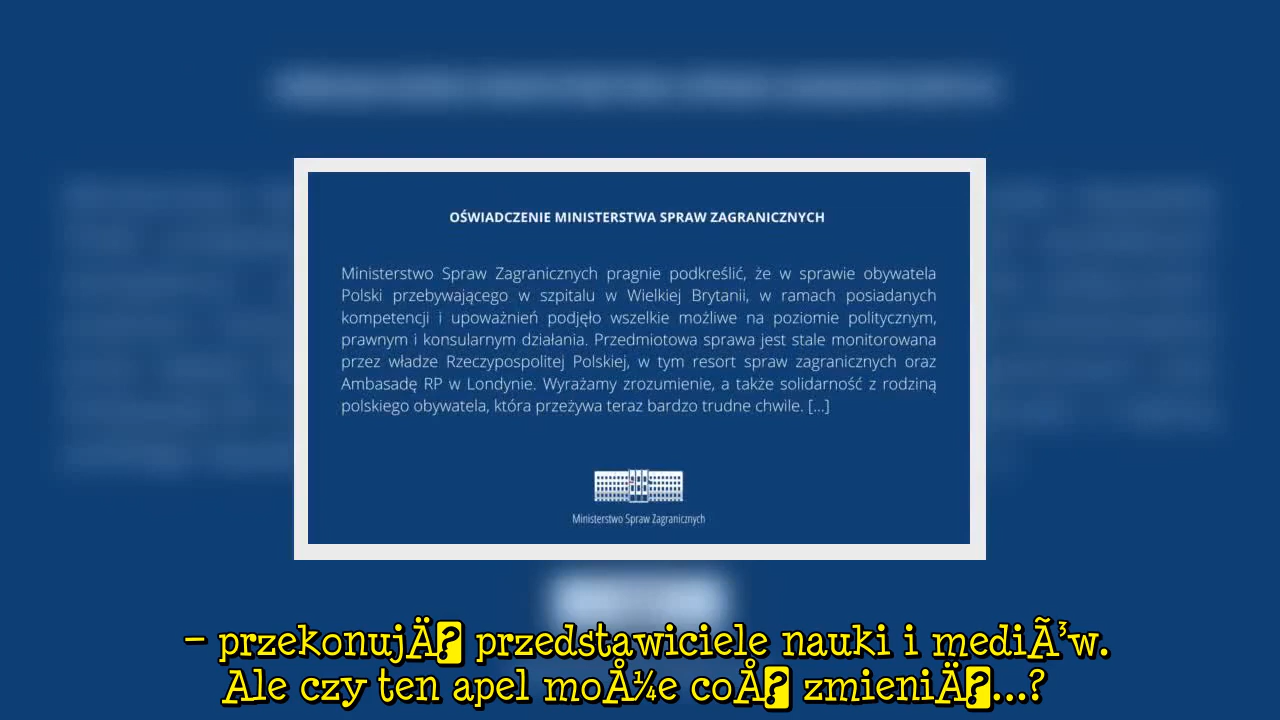 OŚWIADCZENIE MINISTERSTWA SPRAW ZAGRANICZNYCH
Ministerstwo Spraw Zagranicznych pragnie podkreślić, że w sprawie obywatela
Polski przebywającego w szpitalu w Wielkiej Brytanii, w ramach posiadanych
kompetencji i upoważnień podjęło wszelkie możliwe na poziomie politycznym,
prawnym i konsularnym działania. Przedmiotowa sprawa jest stale monitorowana
przez władze Rzeczypospolitej Polskiej, w tym resort spraw zagranicznych oraz
Ambasadę RP w Londynie. Wyrażamy zrozumienie, a także solidarność z rodziną
polskiego obywatela, która przeżywa teraz bardzo trudne chwile. [...]
Ministerstwo Spraw Zagranicznych
– przekonujÄ� przedstawiciele nauki i mediÃ³w.
Ale czy ten apel moÅ¼e coÅ� zmieniÄ�...?